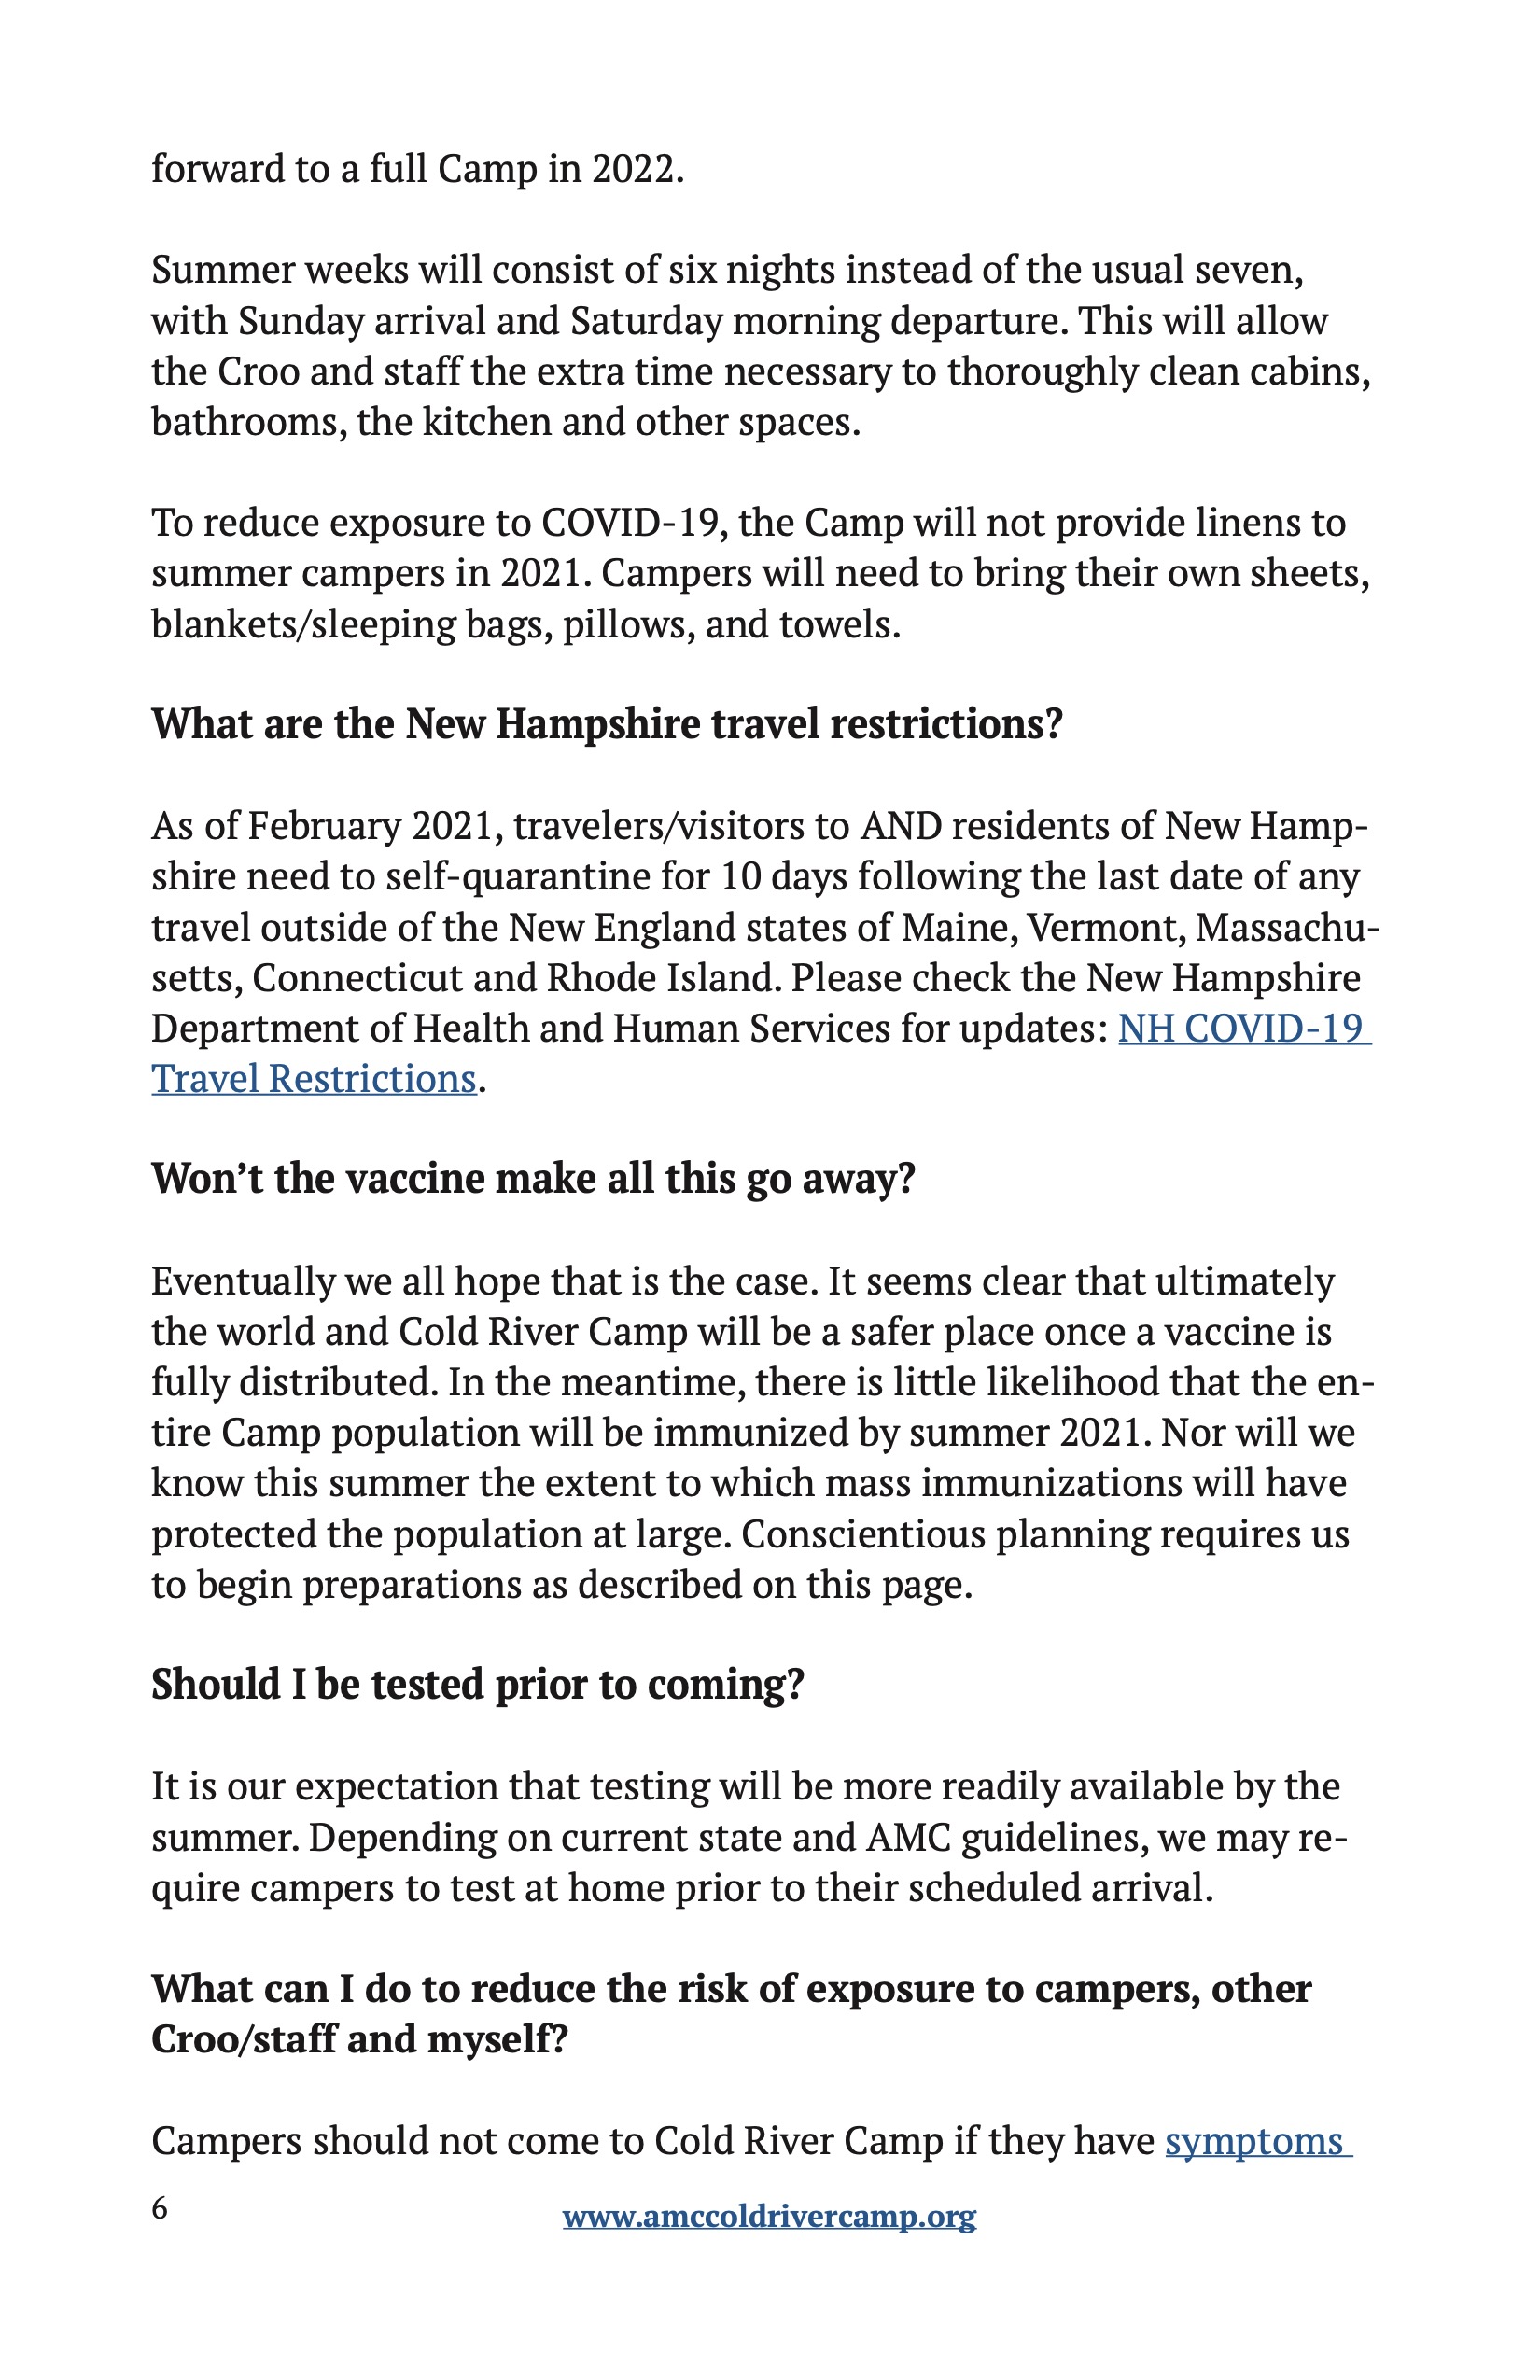 forward to a full Camp in 2022.
Summer weeks will consist of six nights instead of the usual seven,
with Sunday arrival and Saturday morning departure. This will allow
the Croo and staff the extra time necessary to thoroughly clean cabins,
bathrooms, the kitchen and other spaces.
To reduce exposure to COVID-19, the Camp will not provide linens to
summer campers in 2021. Campers will need to bring their own sheets,
blankets/sleeping bags, pillows, and towels.
What are the New Hampshire travel restrictions?
As of February 2021, travelers/visitors to AND residents of New Hamp-
shire need to self-quarantine for 10 days following the last date of any
travel outside of the New England states of Maine, Vermont, Massachu-
setts, Connecticut and Rhode Island. Please check the New Hampshire
Department of Health and Human Services for updates: NH COVID-19
Travel Restrictions.
Won’t the vaccine make all this go away?
Eventually we all hope that is the case. It seems clear that ultimately
the world and Cold River Camp will be a safer place once a vaccine is
fully distributed. In the meantime, there is little likelihood that the en-
tire Camp population will be immunized by summer 2021. Nor will we
know this summer the extent to which mass immunizations will have
protected the population at large. Conscientious planning requires us
to begin preparations as described on this page.
Should I be tested prior to coming?
It is our expectation that testing will be more readily available by the
summer. Depending on current state and AMC guidelines, we may re-
quire campers to test at home prior to their scheduled arrival.
What can I do to reduce the risk of exposure to campers, other
Croo/staff and myself?
Campers should not come to Cold River Camp if they have symptoms
6
www.amccoldrivercamp.org